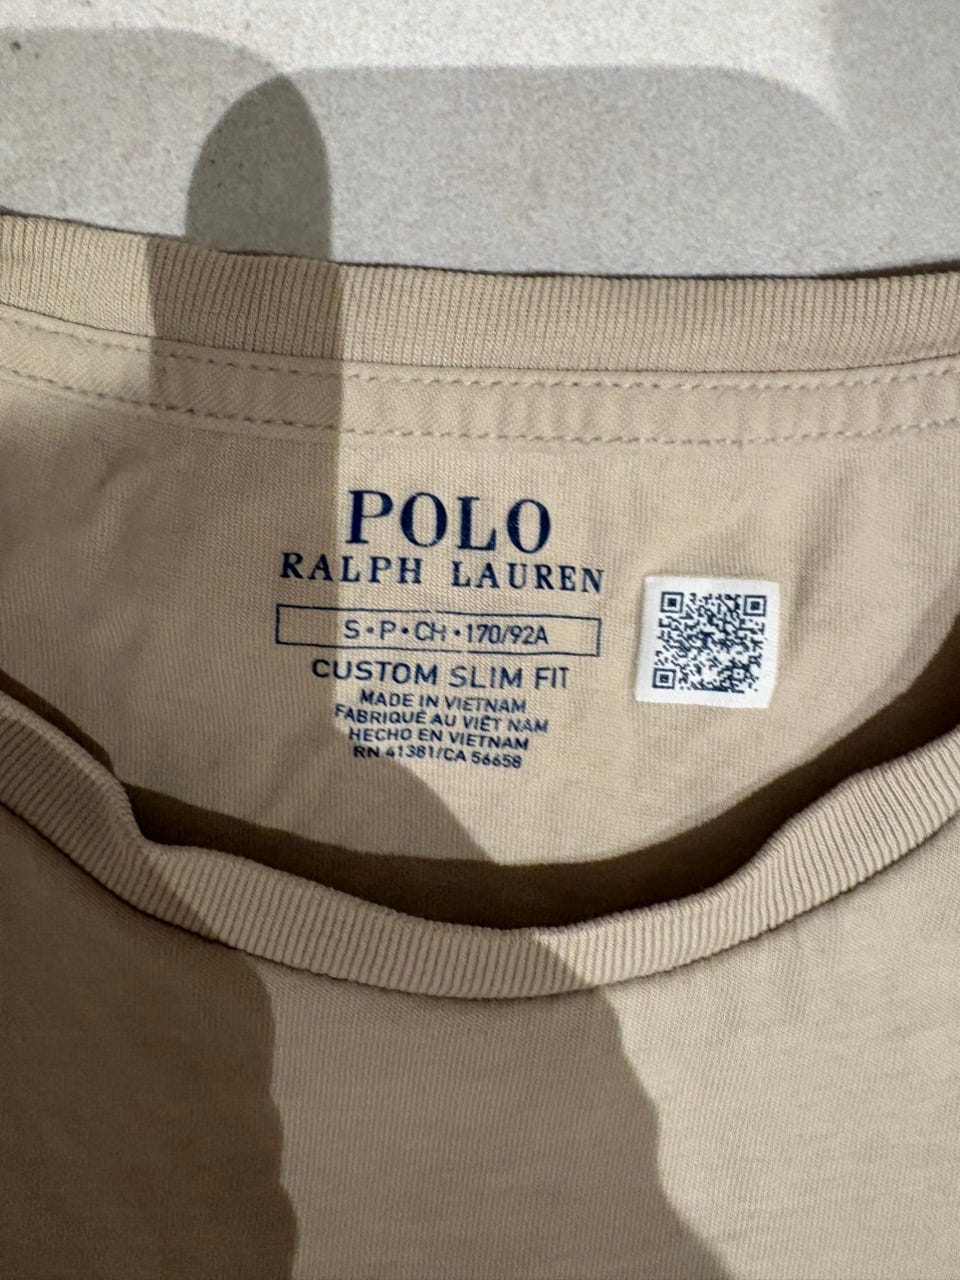 POLO
RALPH LAUREN
S•P•CH•170/92A
CUSTOM SLIM FIT
MADE IN VIETNAM
FABRIQUÉ AU VIÊT NAM
HECHO EN VIETNAM
RN 41381/CA 56658